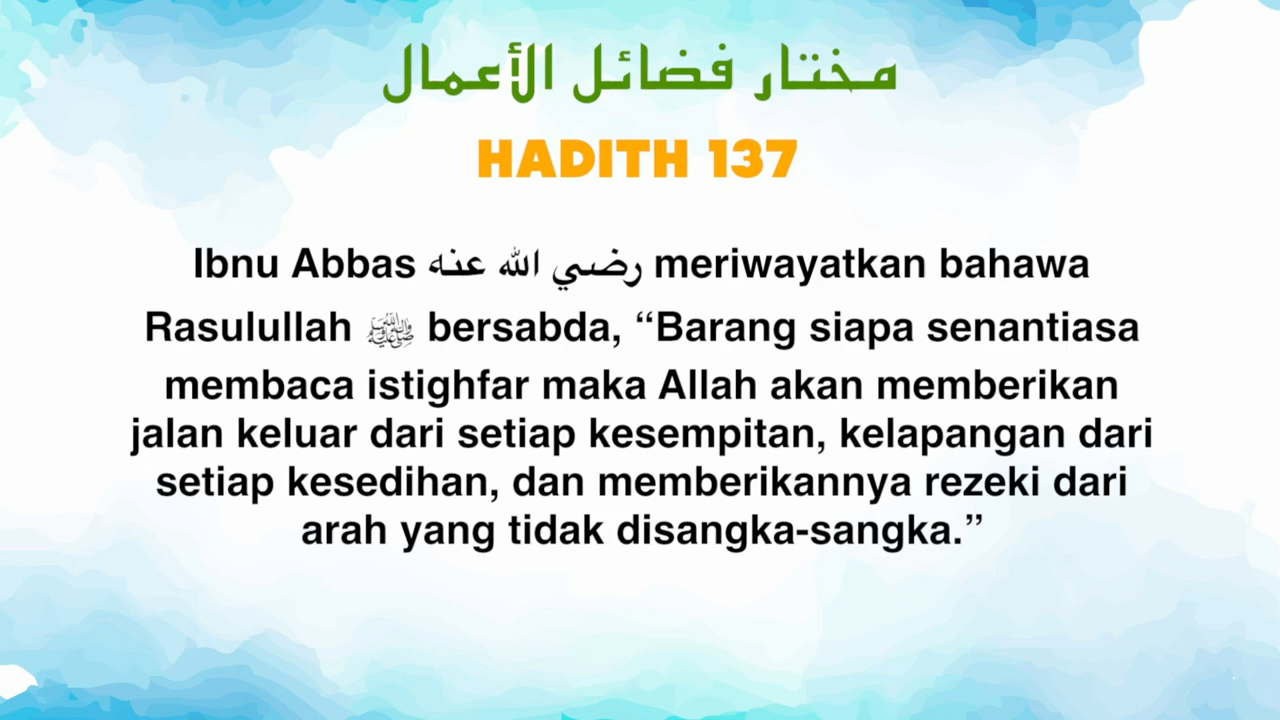 مختار فضائل الأعمال
HADITH 137
Ibnu Abbas رضي الله عنه meriwayatkan bahawa
Rasulullah ﷺ bersabda, “Barang siapa senantiasa
membaca istighfar maka Allah akan memberikan
jalan keluar dari setiap kesempitan, kelapangan dari
setiap kesedihan, dan memberikannya rezeki dari
arah yang tidak disangka-sangka.”